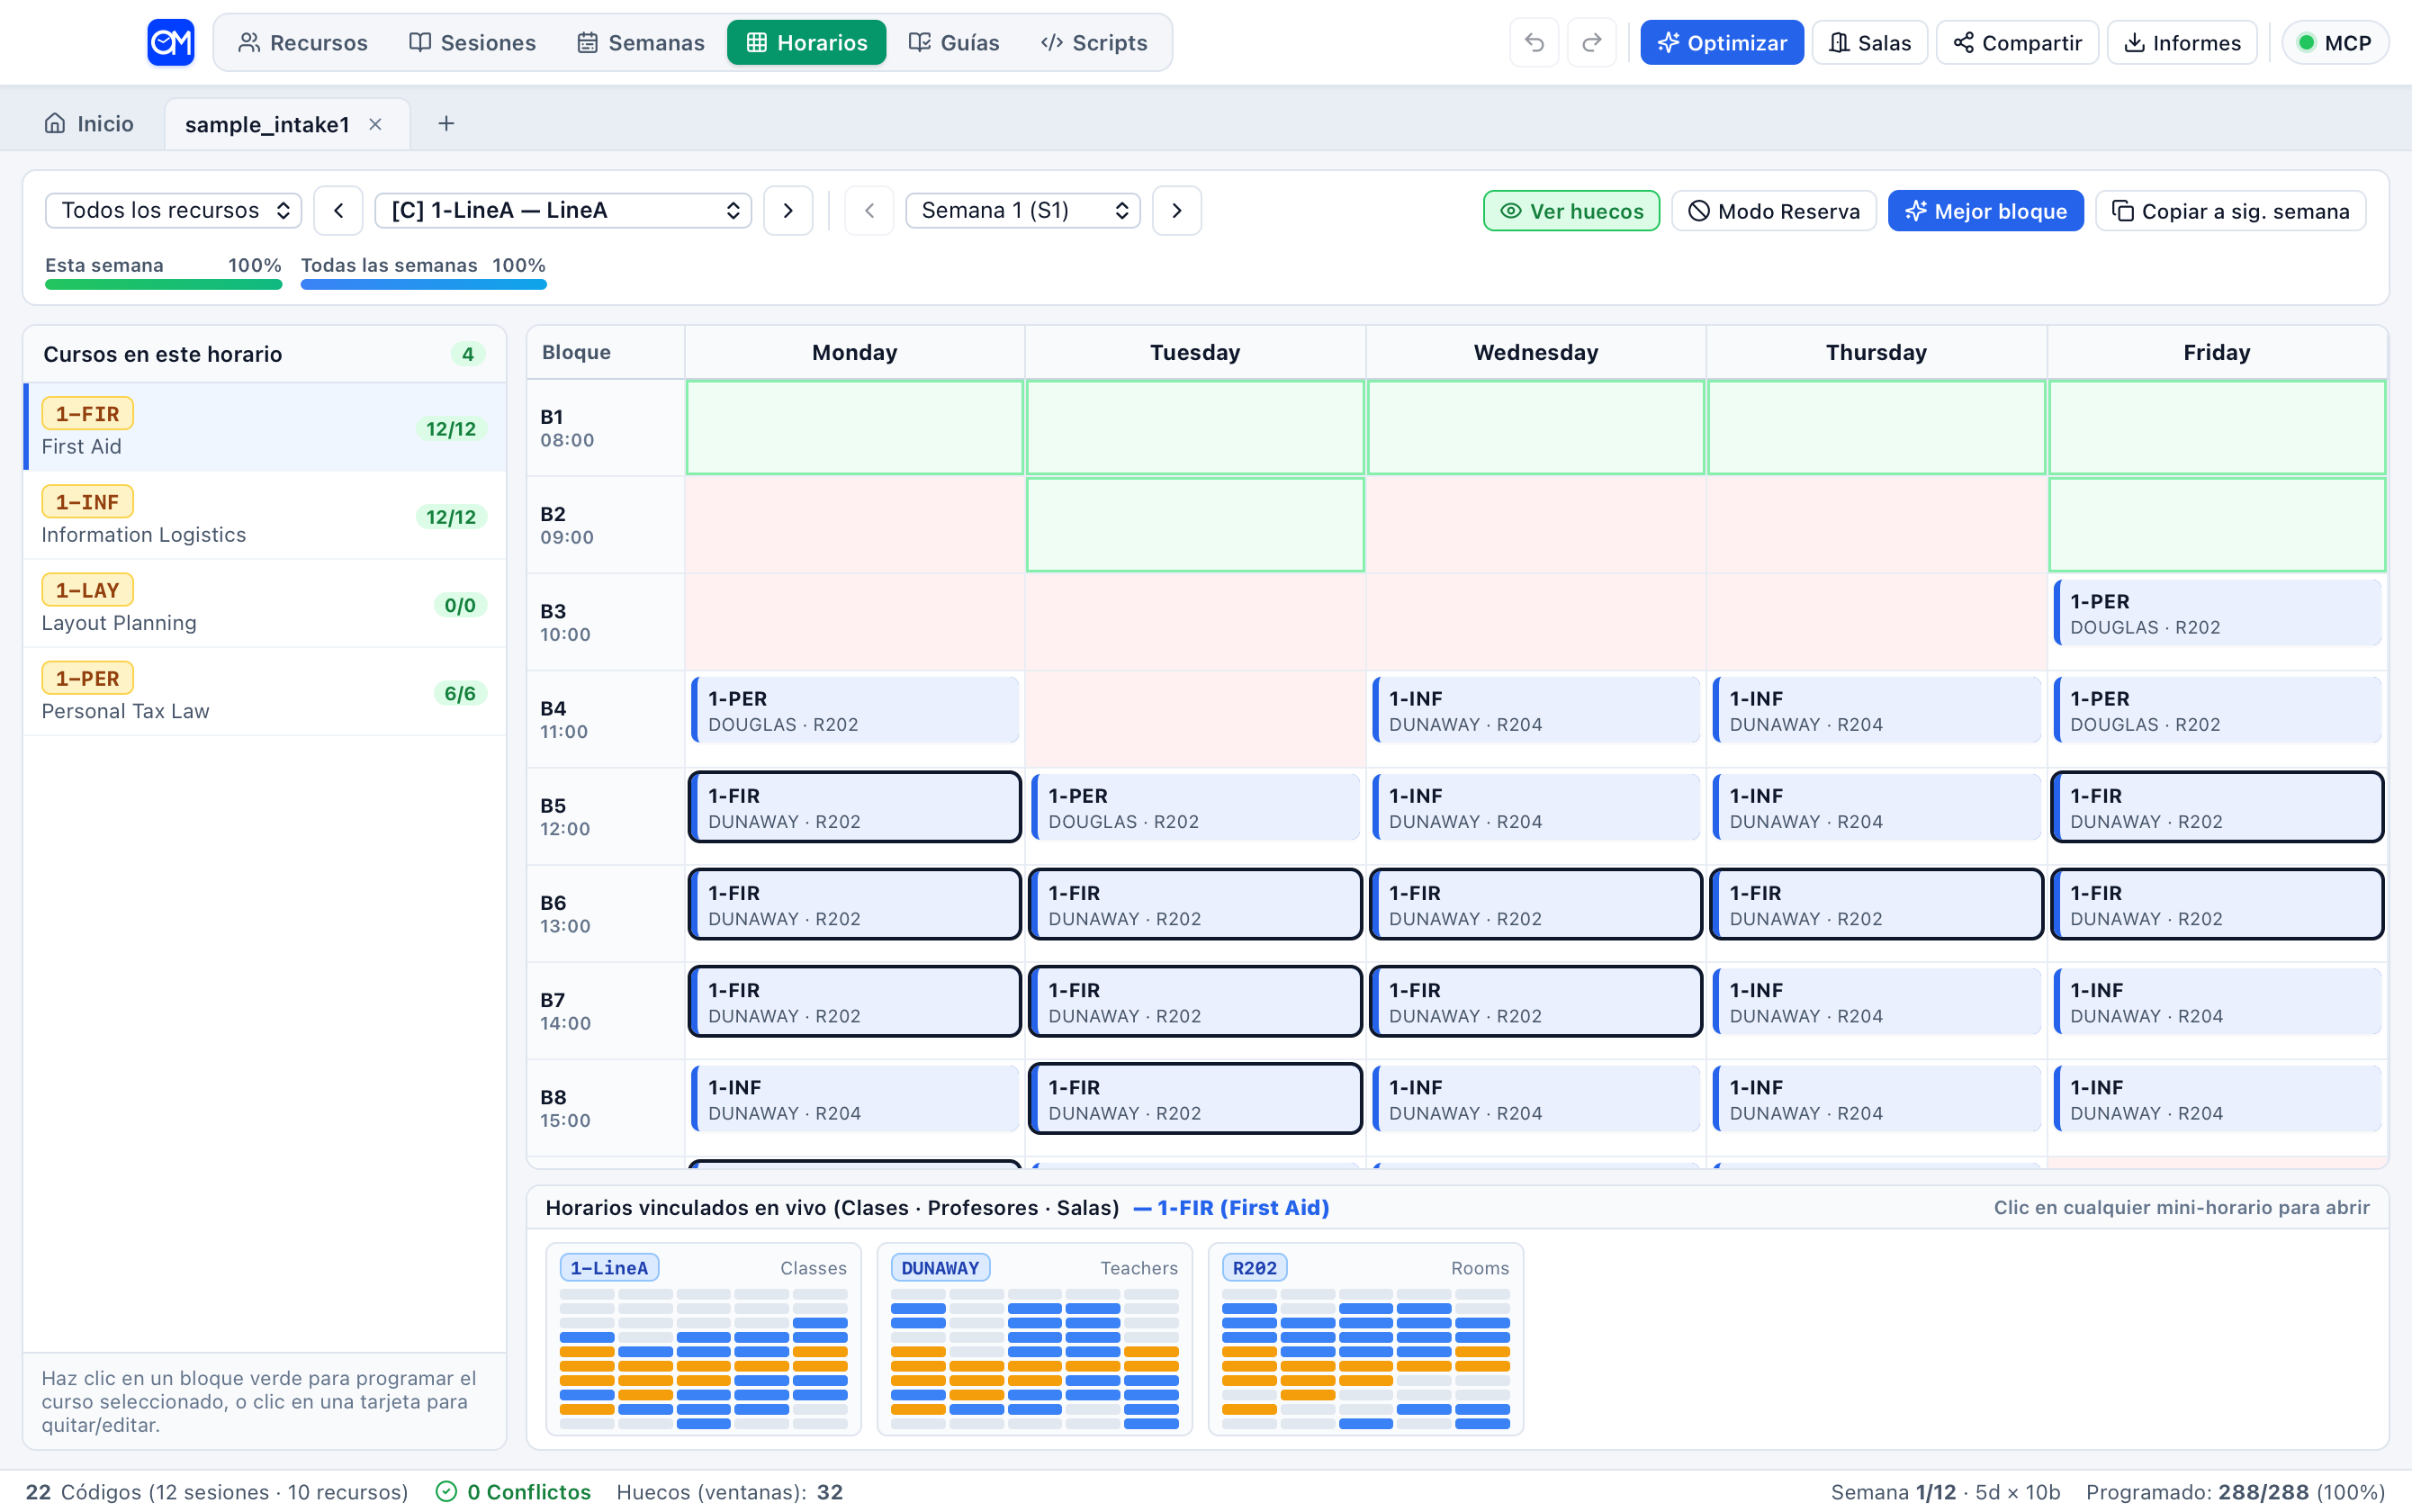 OM
Recursos
Sesiones
Semanas
Horarios
Guías
Scripts
Optimizar
Salas
Compartir
Informes
MCP
Inicio
sample_intake1
Todos los recursos
[C] 1-LineA — LineA
Semana 1 (S1)
Ver huecos
Modo Reserva
Mejor bloque
Copiar a sig. semana
Esta semana 100%
Todas las semanas 100%
Cursos en este horario 4
1-FIR
First Aid
12/12
1-INF
Information Logistics
12/12
1-LAY
Layout Planning
0/0
1-PER
Personal Tax Law
6/6
Haz clic en un bloque verde para programar el
curso seleccionado, o clic en una tarjeta para
quitar/editar.
Bloque Monday Tuesday Wednesday Thursday Friday
B1
08:00
B2
09:00
B3
10:00
1-PER
DOUGLAS · R202
B4
11:00
1-PER
DOUGLAS · R202
1-INF
DUNAWAY · R204
1-INF
DUNAWAY · R204
1-PER
DOUGLAS · R202
B5
12:00
1-FIR
DUNAWAY · R202
1-PER
DOUGLAS · R202
1-INF
DUNAWAY · R204
1-INF
DUNAWAY · R204
1-FIR
DUNAWAY · R202
B6
13:00
1-FIR
DUNAWAY · R202
1-FIR
DUNAWAY · R202
1-FIR
DUNAWAY · R202
1-FIR
DUNAWAY · R202
1-FIR
DUNAWAY · R202
B7
14:00
1-FIR
DUNAWAY · R202
1-FIR
DUNAWAY · R202
1-FIR
DUNAWAY · R202
1-INF
DUNAWAY · R204
1-INF
DUNAWAY · R204
B8
15:00
1-INF
DUNAWAY · R204
1-FIR
DUNAWAY · R202
1-INF
DUNAWAY · R204
1-INF
DUNAWAY · R204
1-INF
DUNAWAY · R204
Horarios vinculados en vivo (Clases · Profesores · Salas) — 1-FIR (First Aid)
Clic en cualquier mini-horario para abrir
1-LineA Classes
DUNAWAY Teachers
R202 Rooms
22 Códigos (12 sesiones · 10 recursos)
0 Conflictos
Huecos (ventanas): 32
Semana 1/12 · 5d × 10b
Programado: 288/288 (100%)